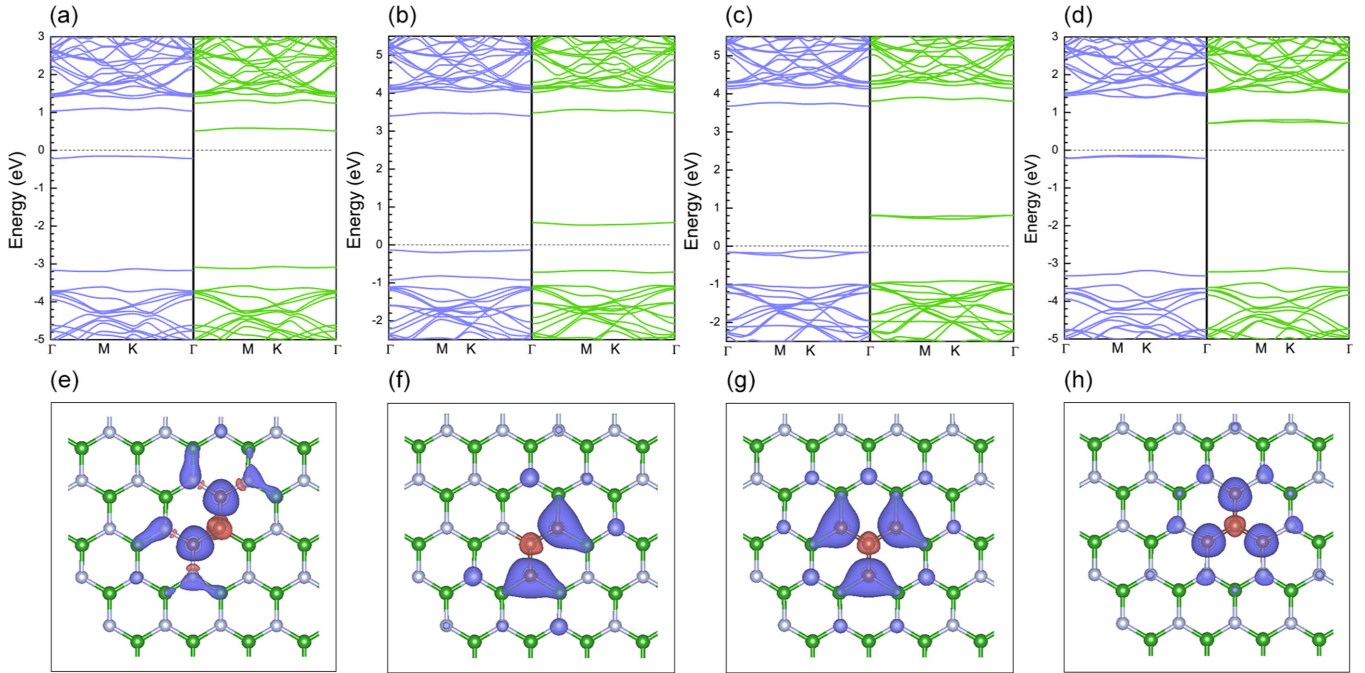 (a)
(b)
(c)
(d)
Energy (eV)
3
2
1
0
-1
-2
-3
-4
-5
Γ
M
K
Γ
M
K
Γ
Energy (eV)
5
4
3
2
1
0
-1
-2
Γ
M
K
Γ
M
K
Γ
Energy (eV)
5
4
3
2
1
0
-1
-2
Γ
M
K
Γ
M
K
Γ
Energy (eV)
3
2
1
0
-1
-2
-3
-4
-5
Γ
M
K
Γ
M
K
Γ
(e)
(f)
(g)
(h)